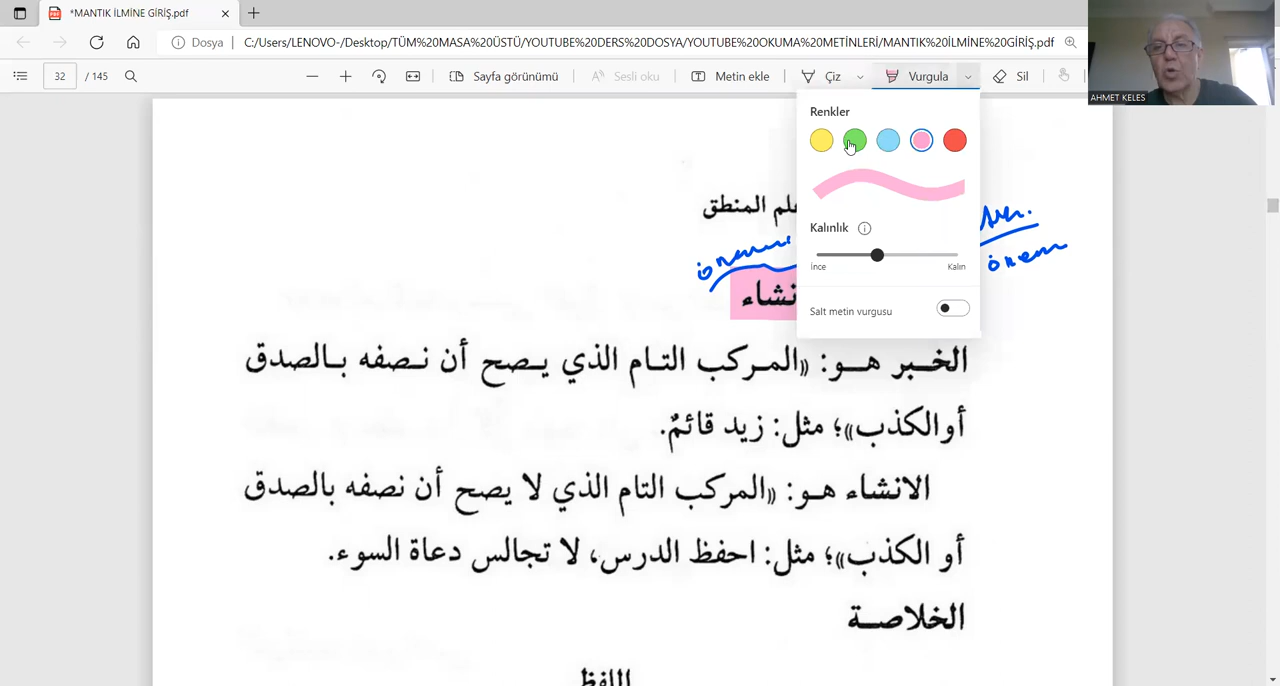 *MANTIK İLMİNE GİRİŞ.pdf
Dosya
C:/Users/LENOVO-/Desktop/TÜM%20MASA%20ÜSTÜ/YOUTUBE%20DERS%20DOSYA/YOUTUBE%20OKUMA%20METİNLERİ/MANTIK%20İLMİNE%20GİRİŞ.pdf
32 / 145
Sayfa görünümü
Sesli oku
Metin ekle
Çiz
Vurgula
Sil
AHMET KELES
Renkler
Kalınlık
İnce
Kalın
Salt metin vurgusu
علم المنطق
önem
الخبر هو: «المركب التام الذي يصح أن نصفه بالصدق
أوالكذب»؛ مثل: زيد قائمٌ.
الانشاء هو: «المركب التام الذي لا يصح أن نصفه بالصدق
أو الكذب»؛ مثل: احفظ الدرس، لا تجالس دعاة السوء.
الخلاصة
اللفظ